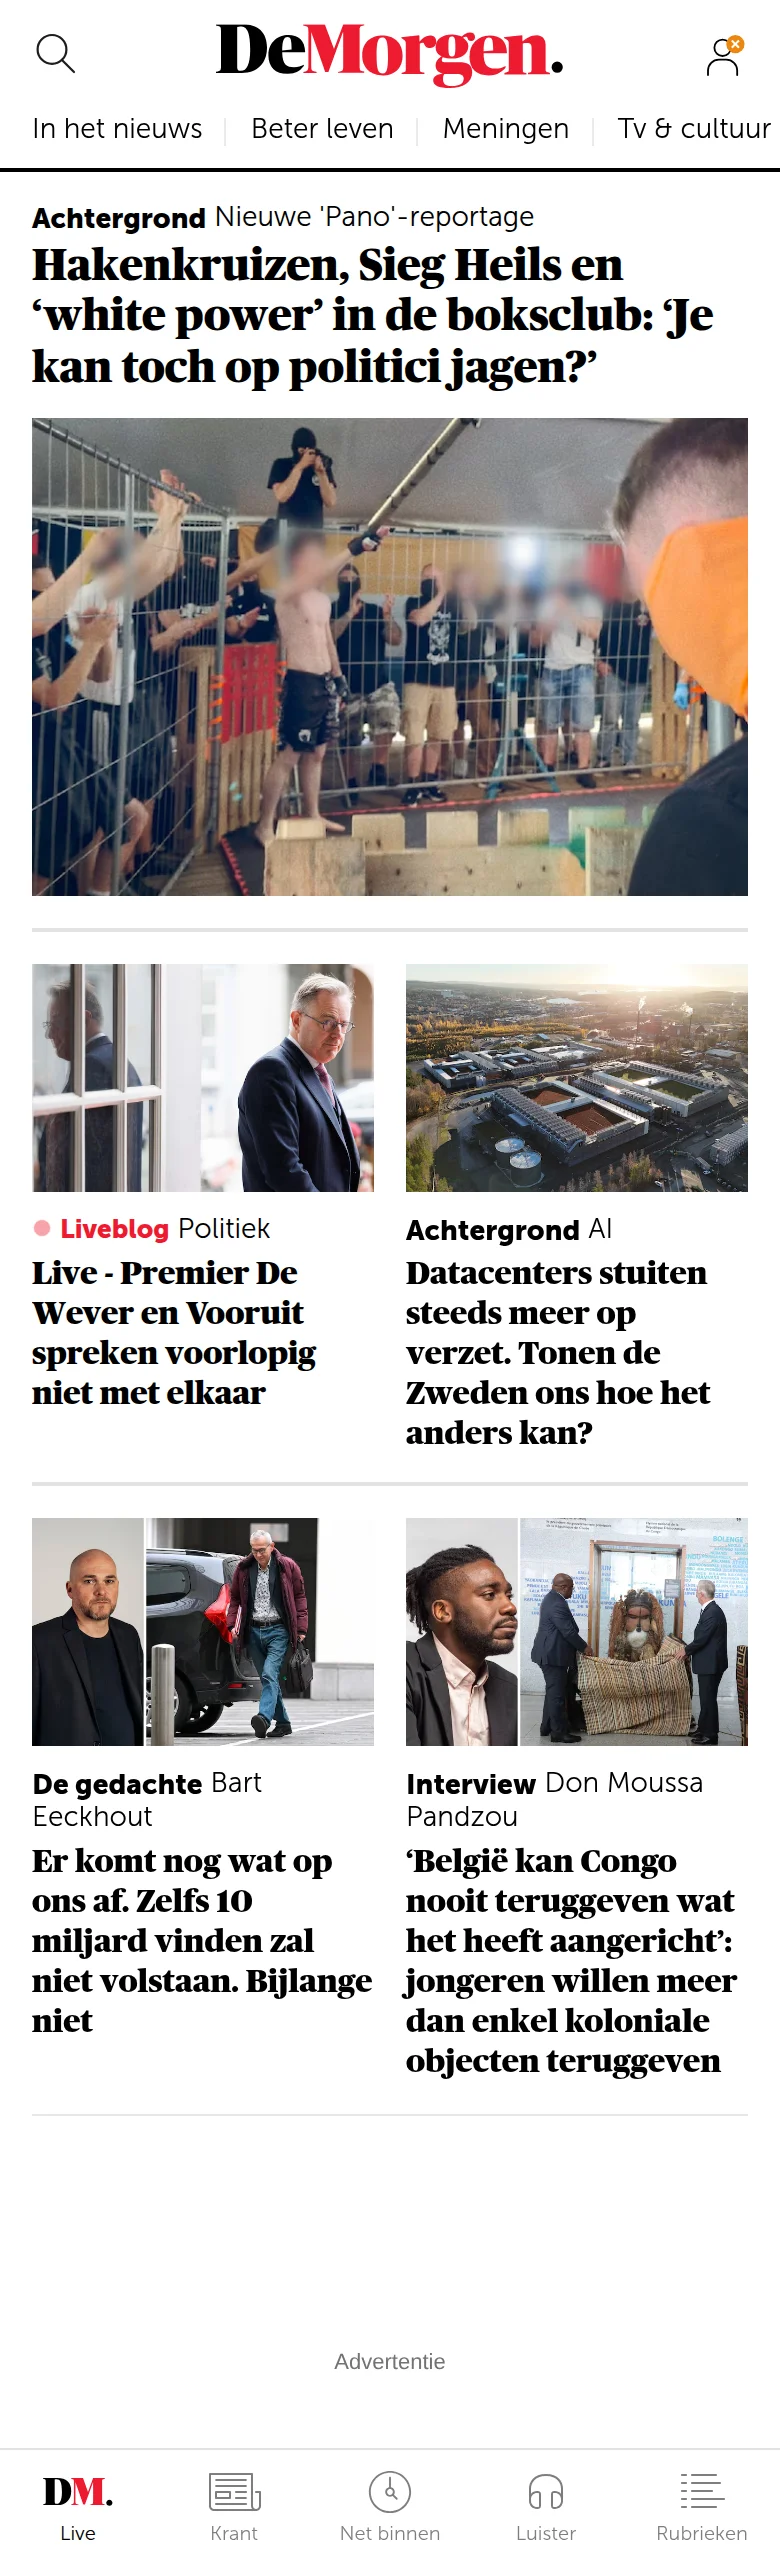 DeMorgen.
In het nieuws
Beter leven
Meningen
Tv & cultuur
Achtergrond Nieuwe 'Pano'-reportage
Hakenkruizen, Sieg Heils en
‘white power’ in de boksclub: ‘Je
kan toch op politici jagen?’
Liveblog Politiek
Live - Premier De
Wever en Vooruit
spreken voorlopig
niet met elkaar
Achtergrond AI
Datacenters stuiten
steeds meer op
verzet. Tonen de
Zweden ons hoe het
anders kan?
BOLENGE
De gedachte Bart
Eeckhout
Er komt nog wat op
ons af. Zelfs 10
miljard vinden zal
niet volstaan. Bijlange
niet
Interview Don Moussa
Pandzou
‘België kan Congo
nooit teruggeven wat
het heeft aangericht’:
jongeren willen meer
dan enkel koloniale
objecten teruggeven
Advertentie
DM.
Live
Krant
Net binnen
Luister
Rubrieken